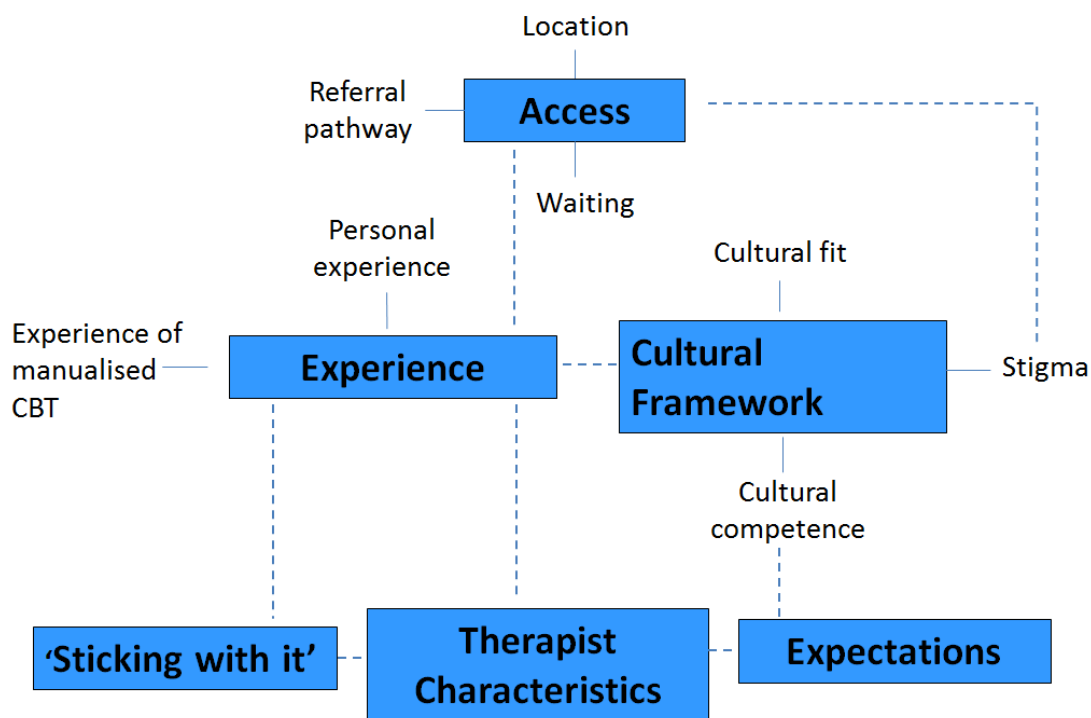 Location
Referral
pathway
Access
Waiting
Personal
experience
Cultural fit
Experience of
manualised
CBT
Experience
Cultural
Framework
Stigma
Cultural
competence
‘Sticking with it’
Therapist
Characteristics
Expectations